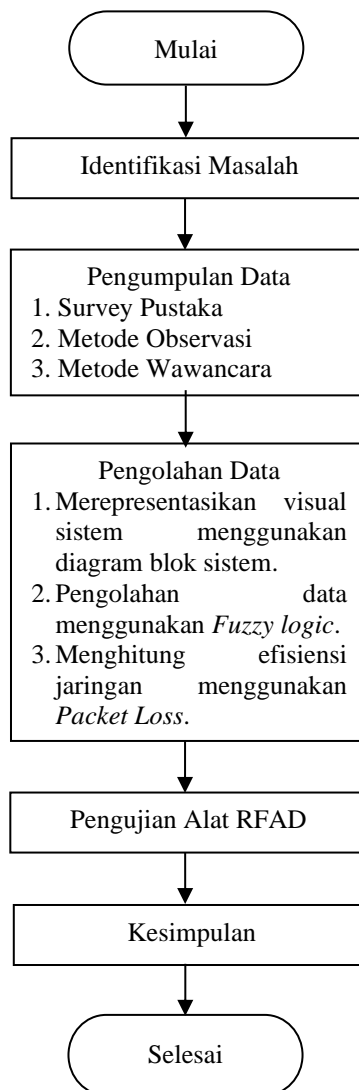 Mulai
Identifikasi Masalah
Pengumpulan Data
1. Survey Pustaka
2. Metode Observasi
3. Metode Wawancara
Pengolahan Data
1. Merepresentasikan visual
sistem menggunakan
diagram blok sistem.
2. Pengolahan data
menggunakan Fuzzy logic.
3. Menghitung efisiensi
jaringan menggunakan
Packet Loss.
Pengujian Alat RFAD
Kesimpulan
Selesai